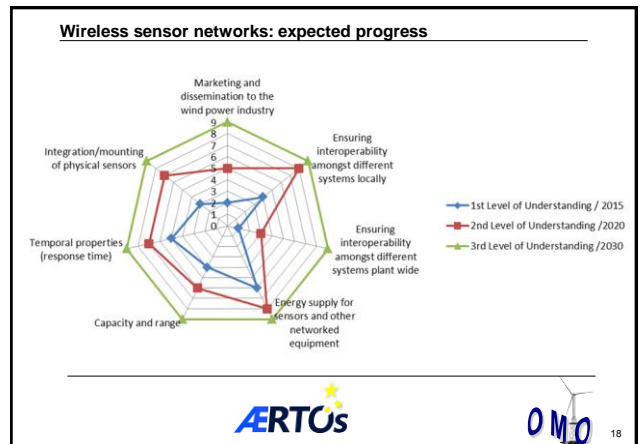 Wireless sensor networks: expected progress
Marketing and
dissemination to the
wind power industry
9
8
7
6
5
4
3
2
1
0
Ensuring
interoperability
amongst different
systems locally
Ensuring
interoperability
amongst different
systems plant wide
Energy supply for
sensors and other
networked
equipment
Capacity and range
Temporal properties
(response time)
Integration/mounting
of physical sensors
1st Level of Understanding / 2015
2nd Level of Understanding / 2020
3rd Level of Understanding /2030
ÆRTOs
OMO
18